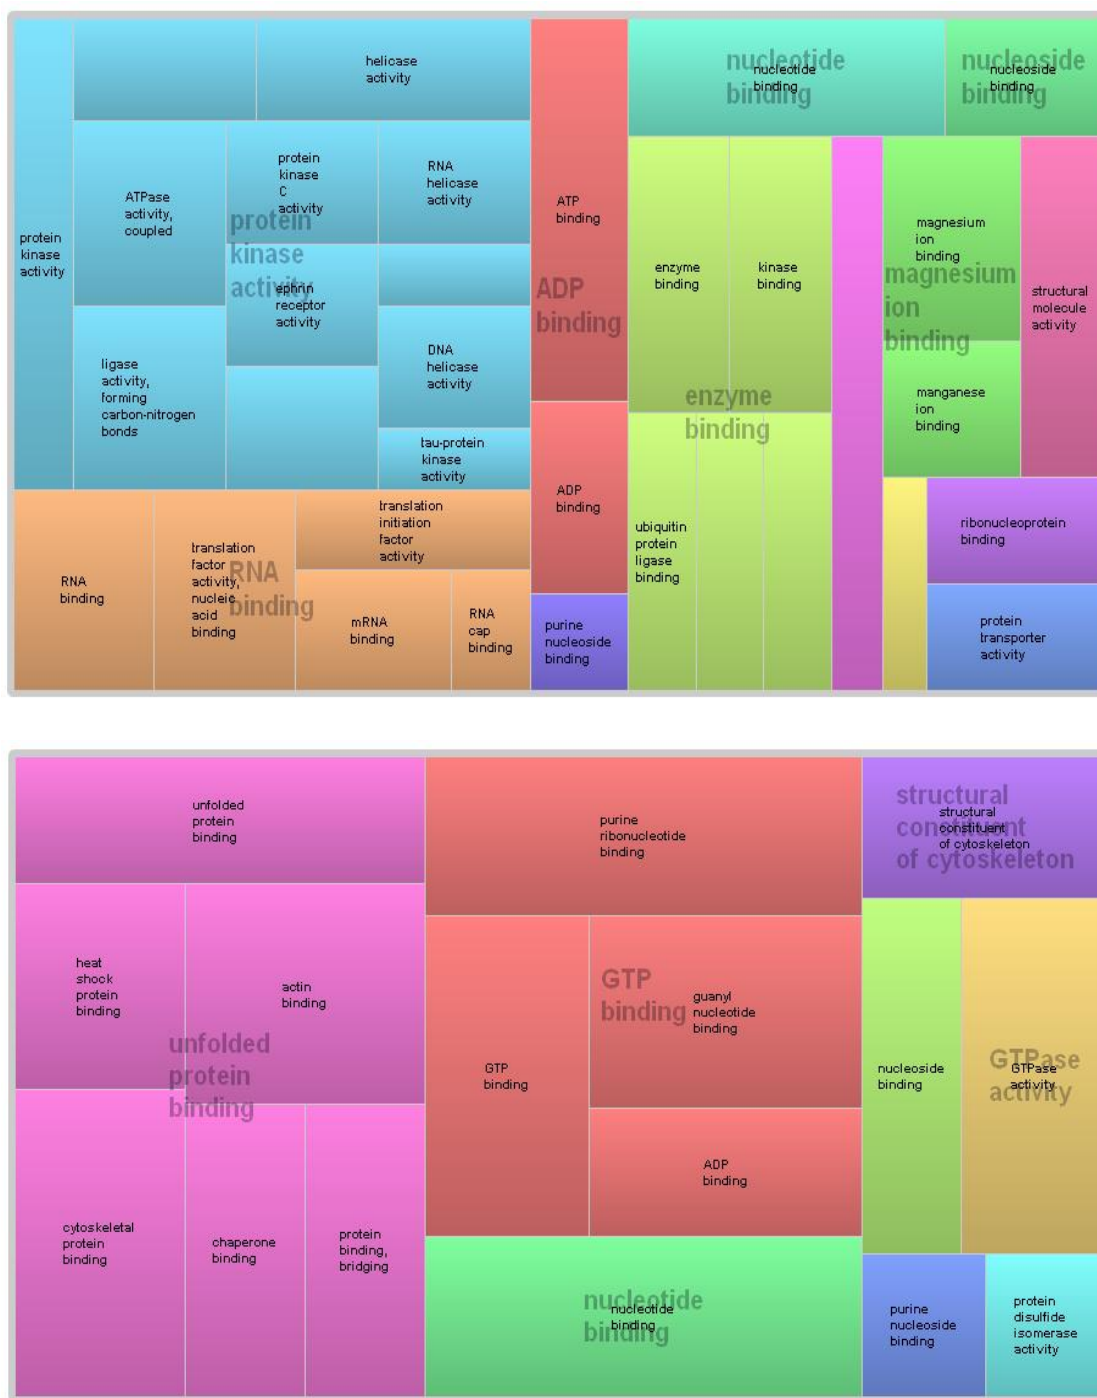 protein
kinase
activity
helicase
activity
ATPase
activity,
coupled
protein
kinase
C
activity
RNA
helicase
activity
protein
kinase
activity
ephrin
receptor
activity
ligase
activity,
forming
carbon-nitrogen
bonds
DNA
helicase
activity
tau-protein
kinase
activity
RNA
binding
translation
factor
activity,
nucleic
acid
binding
RNA
binding
translation
initiation
factor
activity
mRNA
binding
RNA
cap
binding
ATP
binding
ADP
binding
ADP
binding
purine
nucleoside
binding
nucleotide
binding
nucleotide
binding
nucleoside
binding
nucleoside
binding
enzyme
binding
kinase
binding
enzyme
binding
ubiquitin
protein
ligase
binding
magnesium
ion
binding
magnesium
ion
binding
manganese
ion
binding
structural
molecule
activity
ribonucleoprotein
binding
protein
transporter
activity
unfolded
protein
binding
heat
shock
protein
binding
actin
binding
unfolded
protein
binding
cytoskeletal
protein
binding
chaperone
binding
protein
binding,
bridging
purine
ribonucleotide
binding
GTP
binding
GTP
binding
guanyl
nucleotide
binding
ADP
binding
nucleotide
binding
nucleotide
binding
structural
constituent
of cytoskeleton
structural
constituent
of cytoskeleton
nucleoside
binding
GTPase
activity
GTPase
activity
purine
nucleoside
binding
protein
disulfide
isomerase
activity